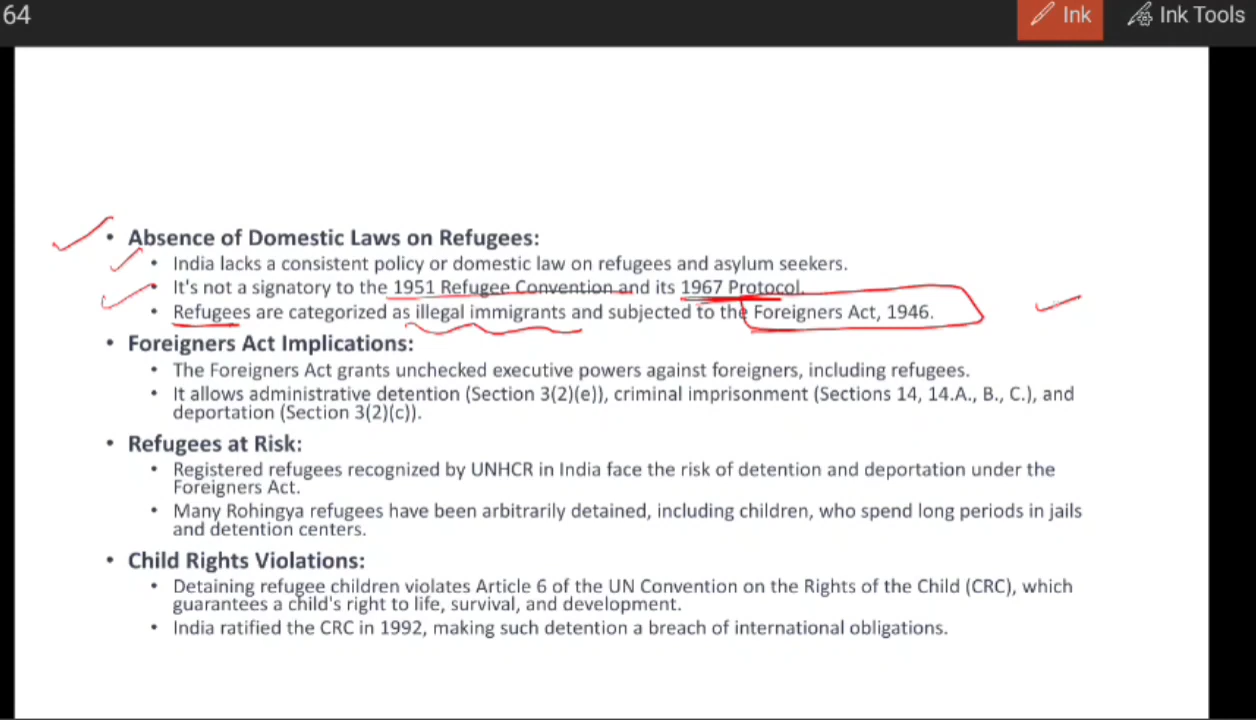 64
Ink
Ink Tools
• Absence of Domestic Laws on Refugees:
• India lacks a consistent policy or domestic law on refugees and asylum seekers.
• It's not a signatory to the 1951 Refugee Convention and its 1967 Protocol.
• Refugees are categorized as illegal immigrants and subjected to the Foreigners Act, 1946.
• Foreigners Act Implications:
• The Foreigners Act grants unchecked executive powers against foreigners, including refugees.
• It allows administrative detention (Section 3(2)(e)), criminal imprisonment (Sections 14, 14.A., B., C.), and
deportation (Section 3(2)(c)).
• Refugees at Risk:
• Registered refugees recognized by UNHCR in India face the risk of detention and deportation under the
Foreigners Act.
• Many Rohingya refugees have been arbitrarily detained, including children, who spend long periods in jails
and detention centers.
• Child Rights Violations:
• Detaining refugee children violates Article 6 of the UN Convention on the Rights of the Child (CRC), which
guarantees a child's right to life, survival, and development.
• India ratified the CRC in 1992, making such detention a breach of international obligations.